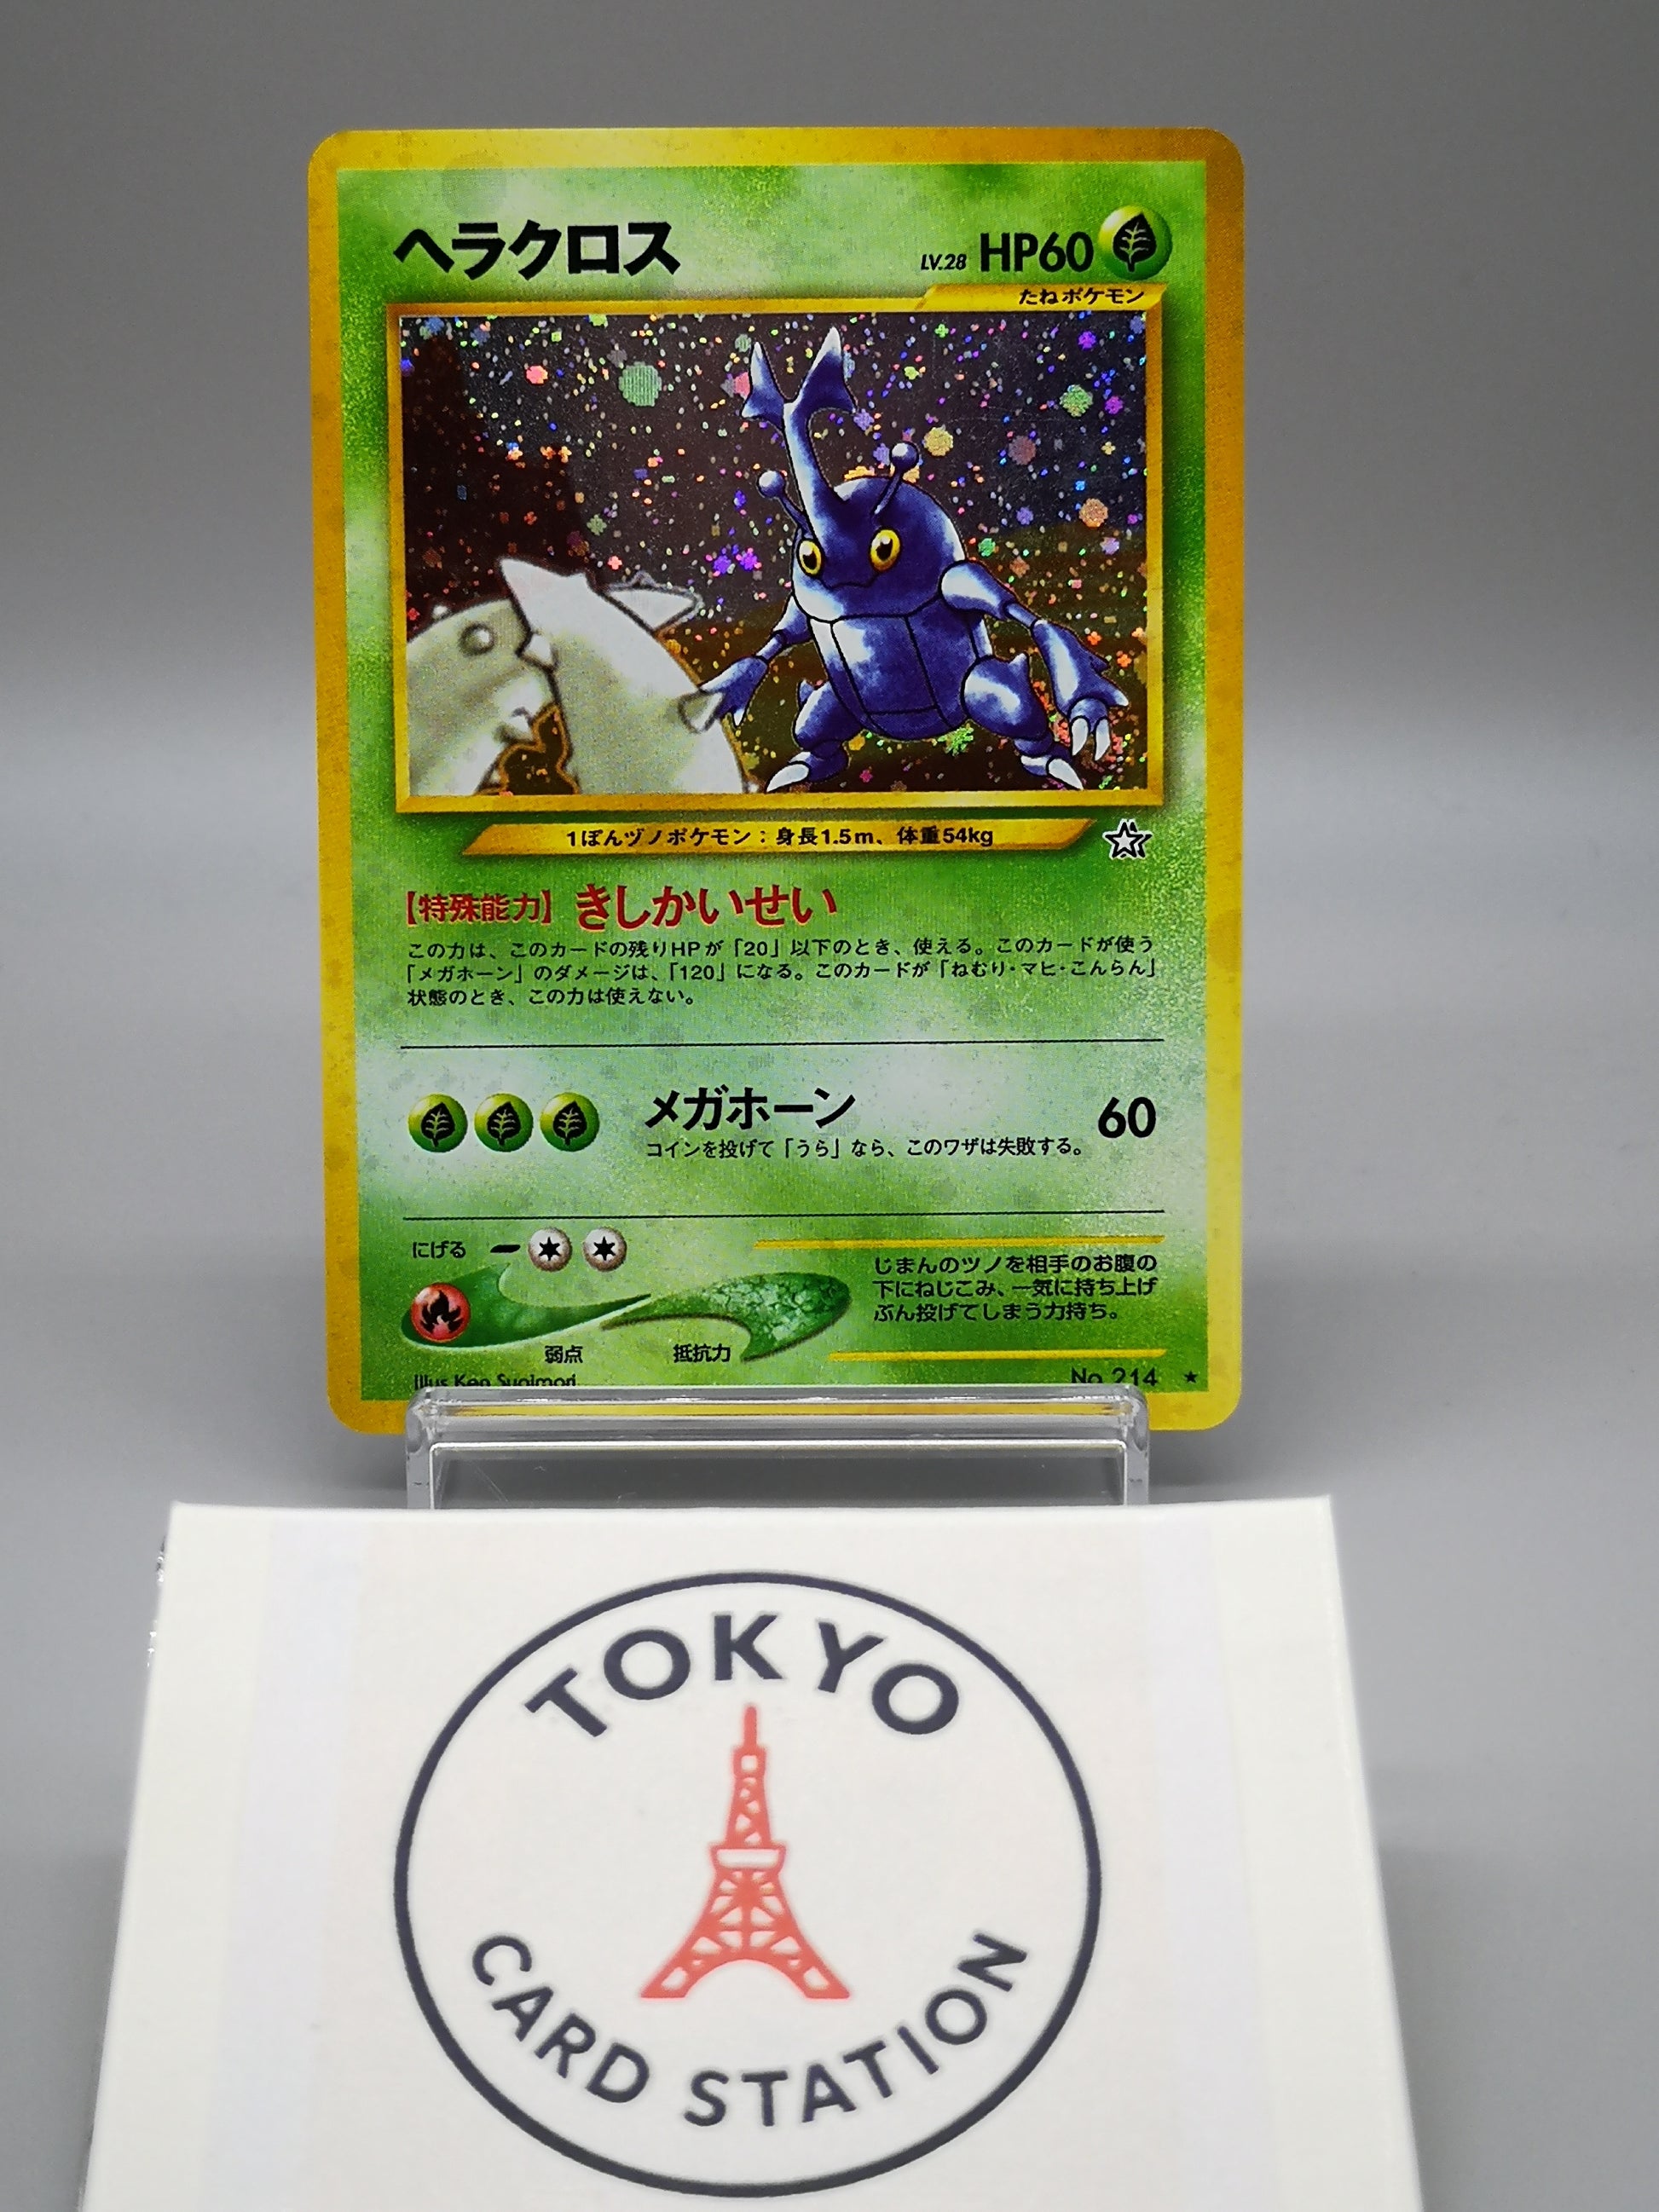 ヘラクロス
LV.28 HP60
たねポケモン
1ぽんヅノポケモン：身長1.5m、体重54kg
【特殊能力】きしかいせい
この力は、このカードの残りHPが「20」以下のとき、使える。このカードが使う
「メガホーン」のダメージは、「120」になる。このカードが「ねむり・マヒ・こんらん」
状態のとき、この力は使えない。
メガホーン 60
コインを投げて「うら」なら、このワザは失敗する。
にげる
弱点 抵抗力
じまんのツノを相手のお腹の
下にねじこみ、一気に持ち上げ
ぶん投げてしまう力持ち。
Illus. Ken Sugimori
No.214 ★
TOKYO
CARD STATION